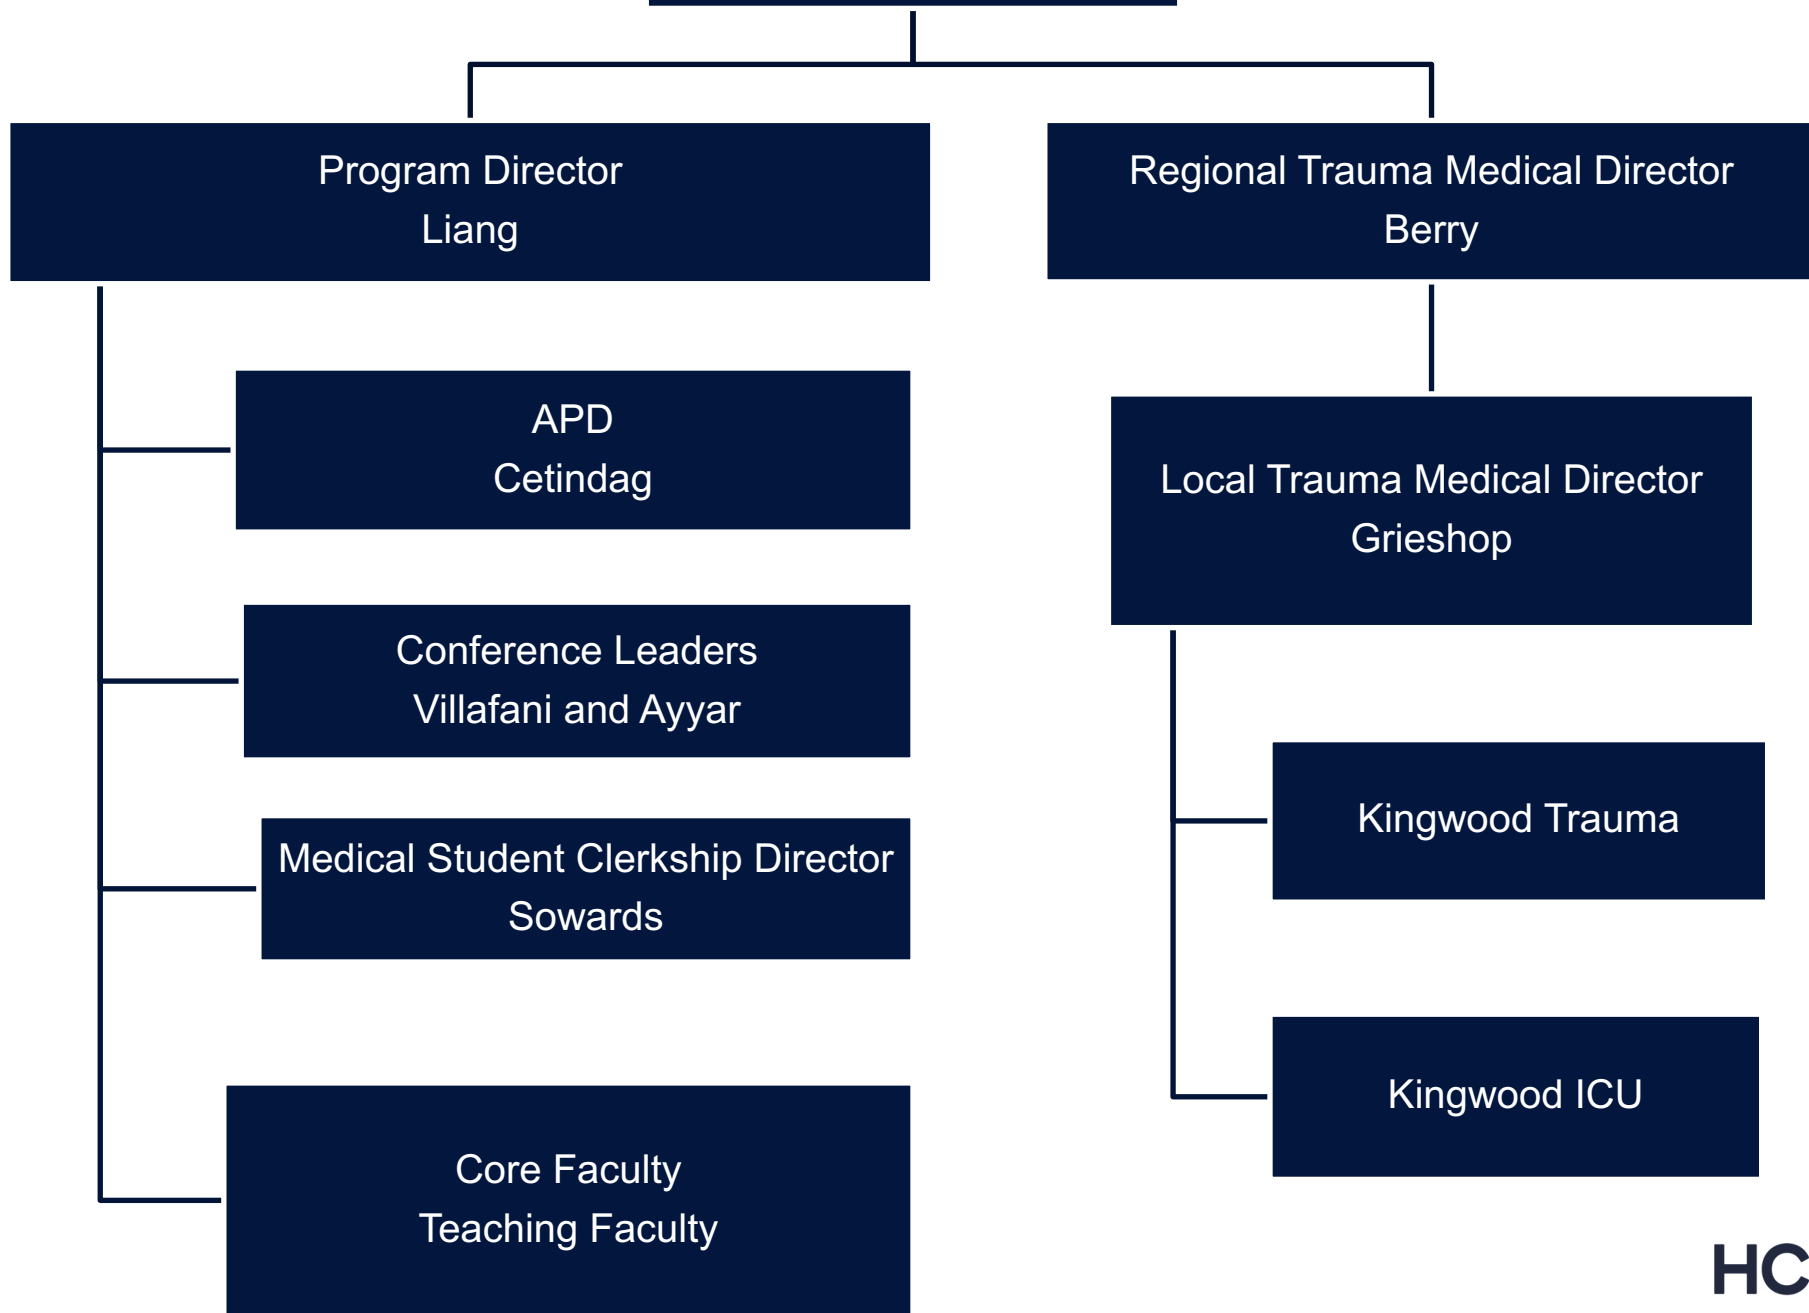 Program Director
Liang
Regional Trauma Medical Director
Berry
APD
Cetindag
Local Trauma Medical Director
Grieshop
Conference Leaders
Villafani and Ayyar
Medical Student Clerkship Director
Sowards
Kingwood Trauma
Kingwood ICU
Core Faculty
Teaching Faculty
HC